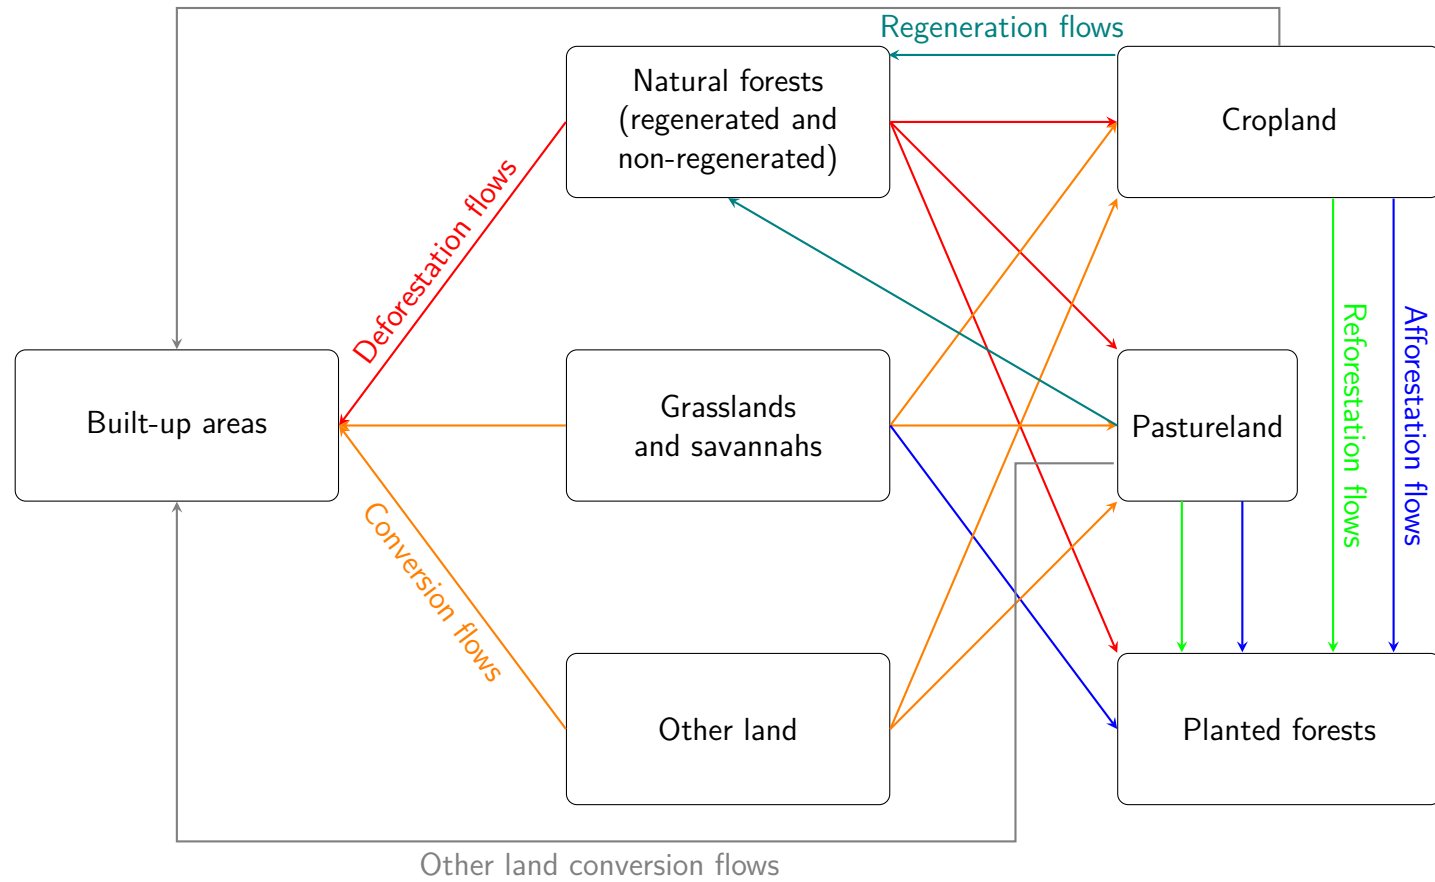 Regeneration flows
Natural forests
(regenerated and
non-regenerated)
Cropland
Deforestation flows
Built-up areas
Grasslands
and savannahs
Pastureland
Reforestation flows
Afforestation flows
Conversion flows
Other land
Planted forests
Other land conversion flows